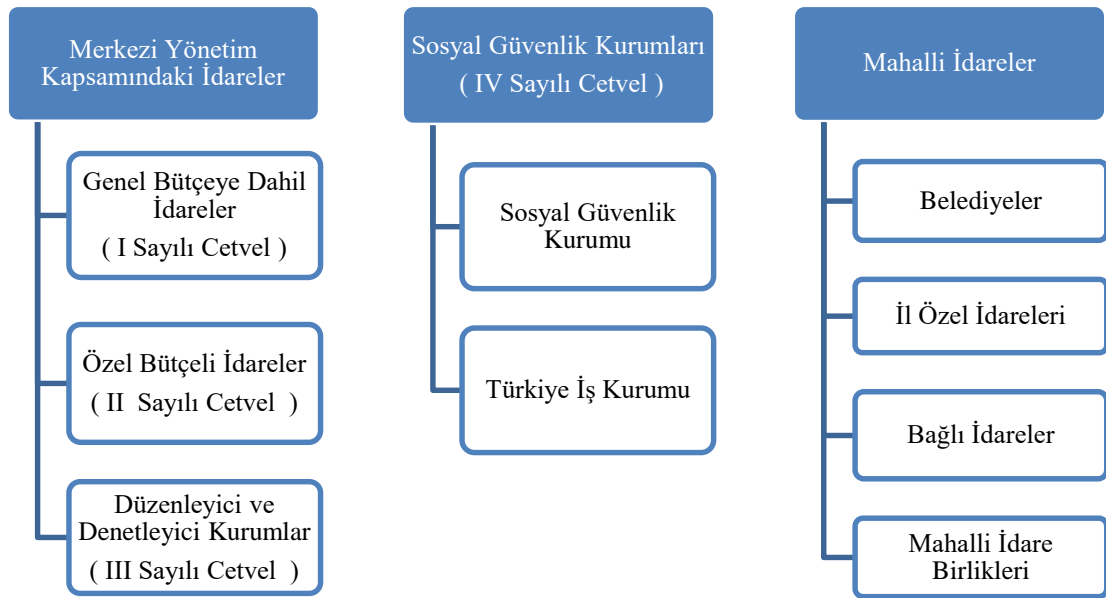 Merkezi Yönetim
Kapsamındaki İdareler
Genel Bütçeye Dahil
İdareler
( I Sayılı Cetvel )
Özel Bütçeli İdareler
( II Sayılı Cetvel )
Düzenleyici ve
Denetleyici Kurumlar
( III Sayılı Cetvel )
Sosyal Güvenlik Kurumları
( IV Sayılı Cetvel )
Sosyal Güvenlik
Kurumu
Türkiye İş Kurumu
Mahalli İdareler
Belediyeler
İl Özel İdareleri
Bağlı İdareler
Mahalli İdare
Birlikleri